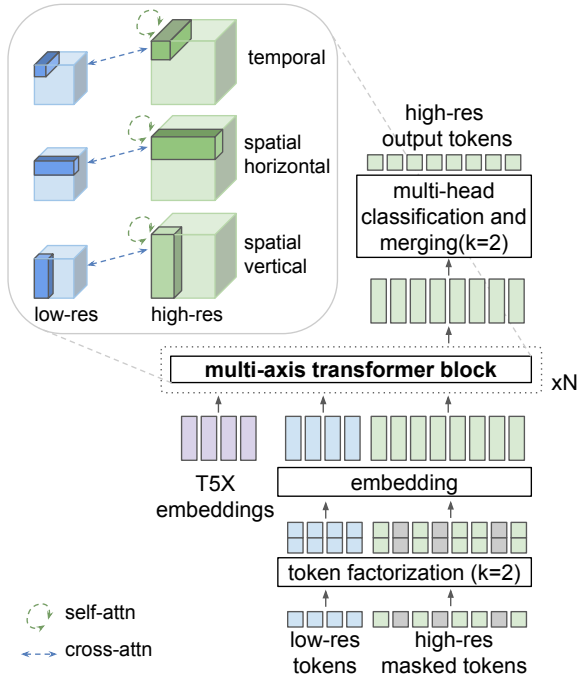 temporal
spatial
horizontal
spatial
vertical
low-res
high-res
high-res
output tokens
multi-head
classification and
merging(k=2)
multi-axis transformer block
xN
T5X
embeddings
embedding
token factorization (k=2)
low-res
tokens
high-res
masked tokens
self-attn
cross-attn